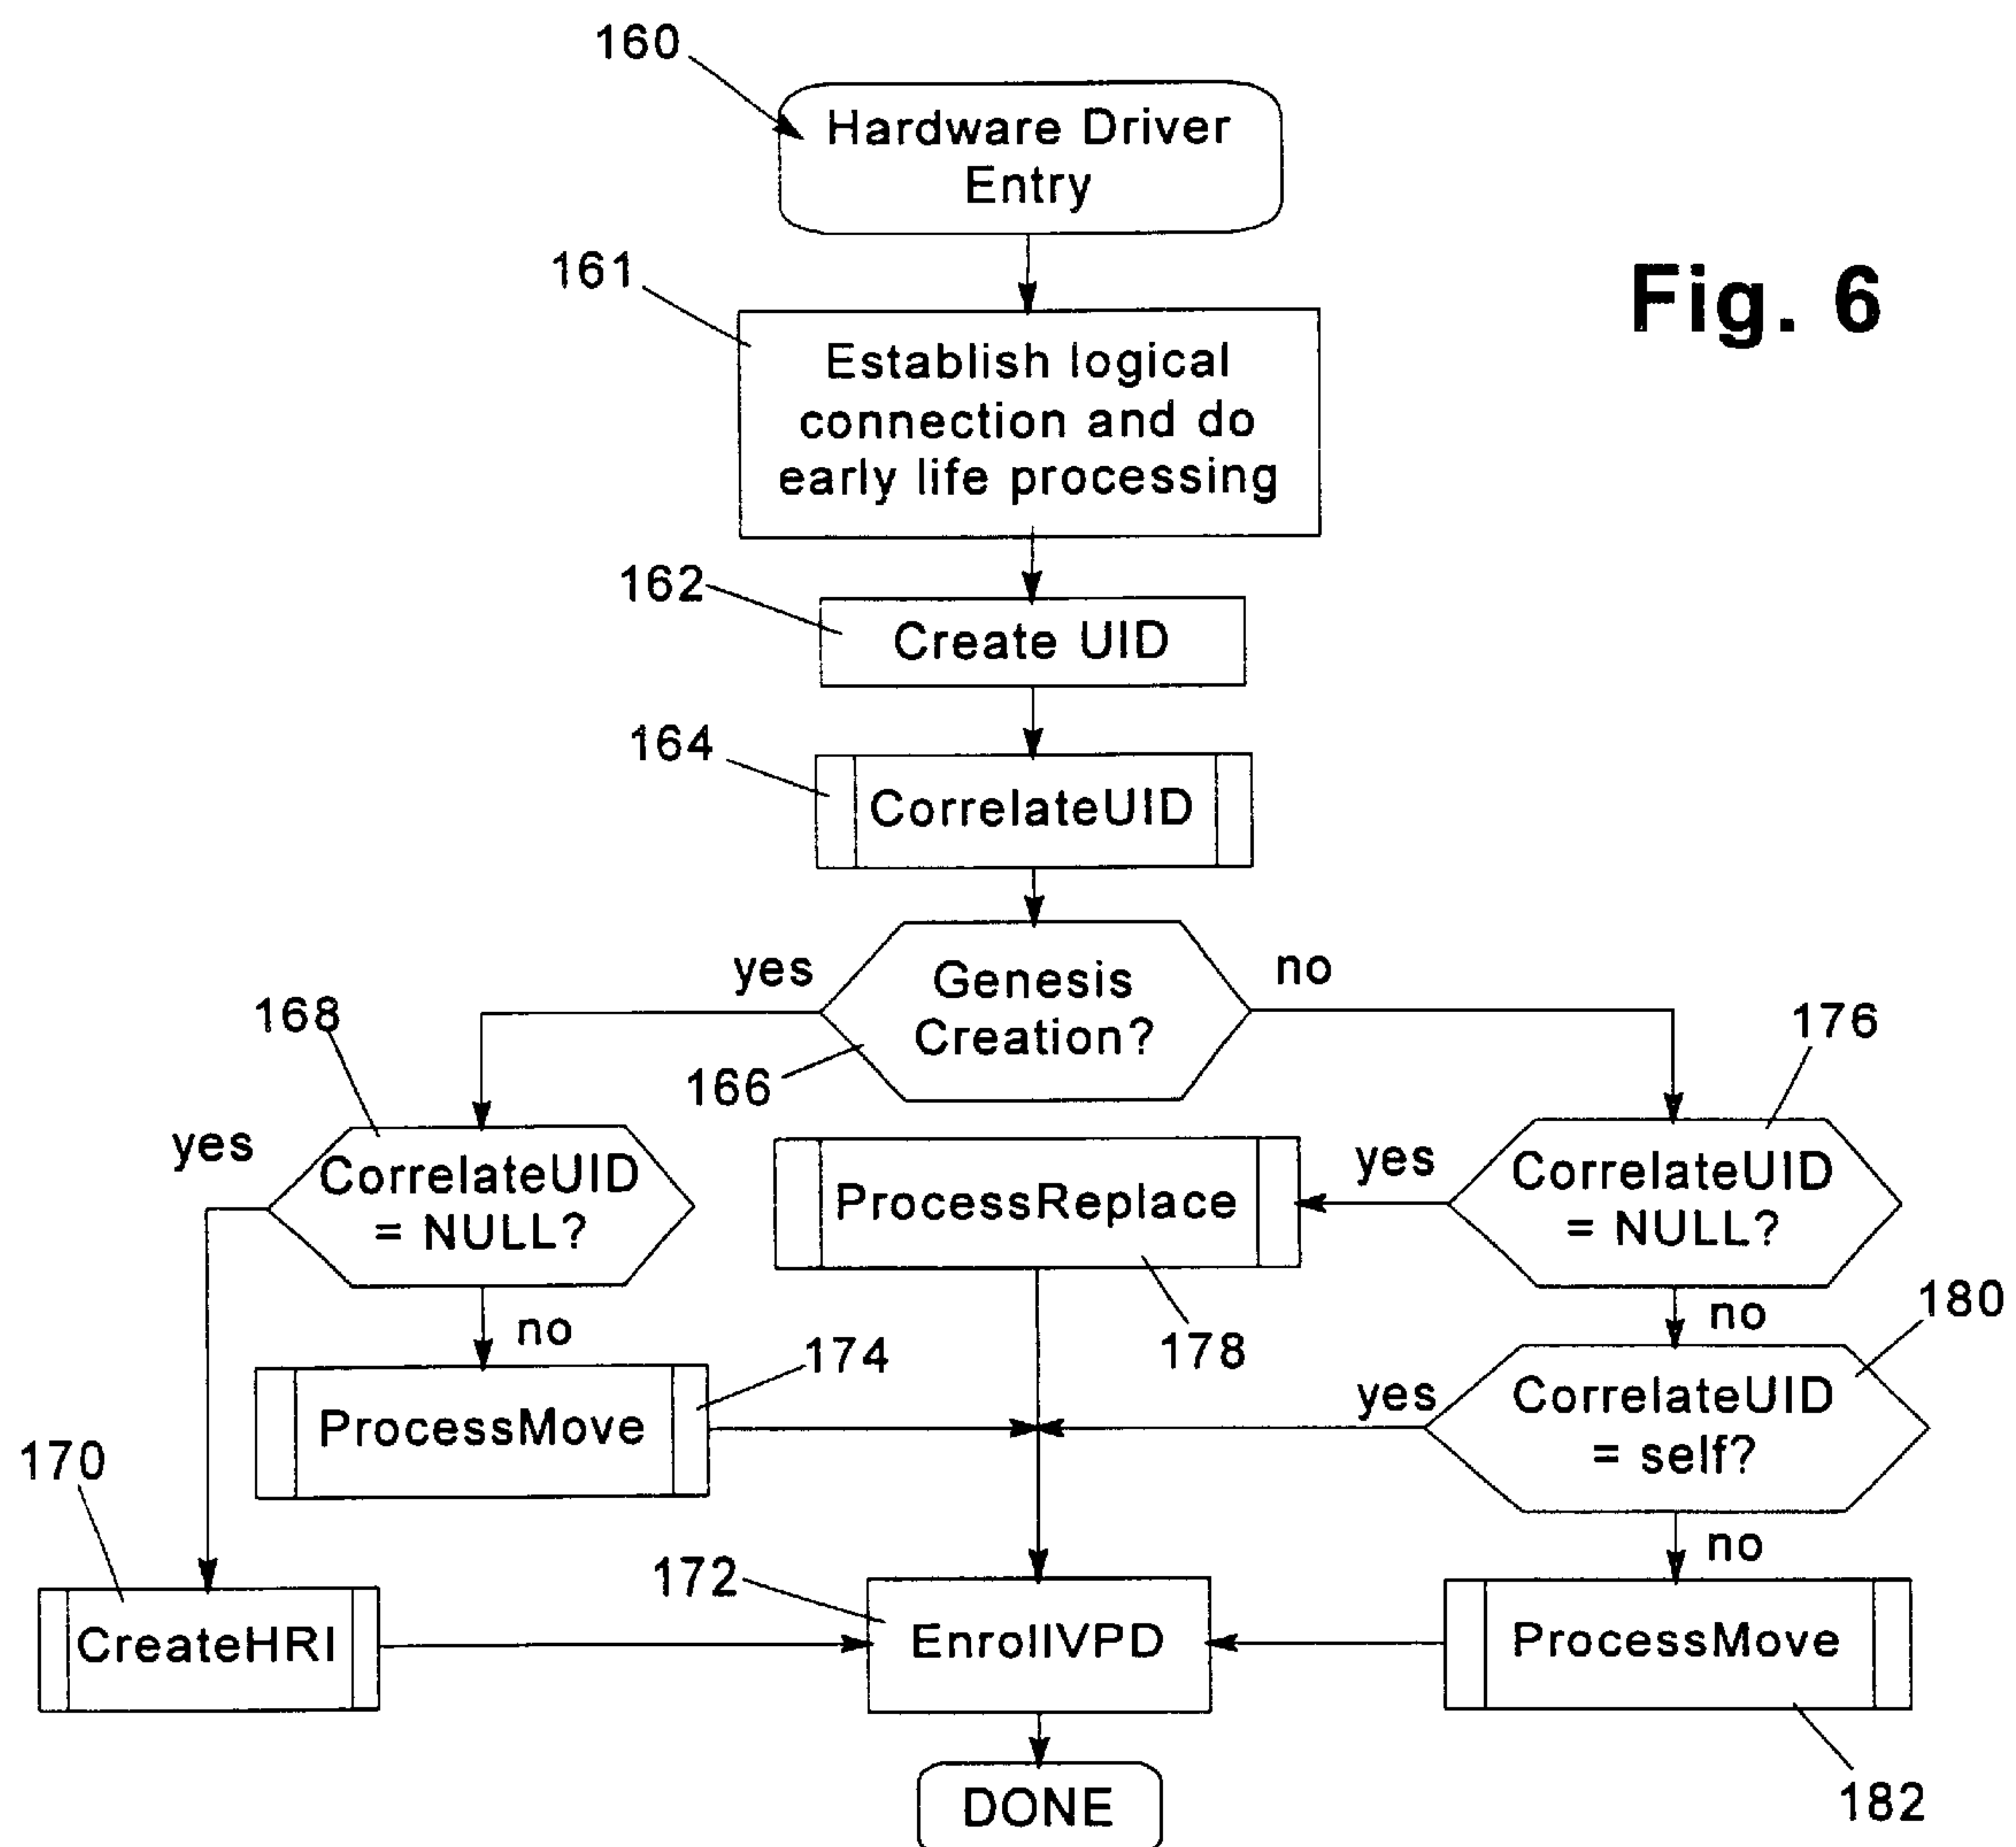 160
Hardware Driver
Entry
Fig. 6
161
Establish logical
connection and do
early life processing
162
Create UID
164
CorrelateUID
yes
Genesis
Creation?
no
166
168
176
yes
CorrelateUID
= NULL?
no
ProcessReplace
178
yes
CorrelateUID
= NULL?
no
180
174
ProcessMove
yes
CorrelateUID
= self?
no
170
CreateHRI
172
EnrollVPD
ProcessMove
182
DONE